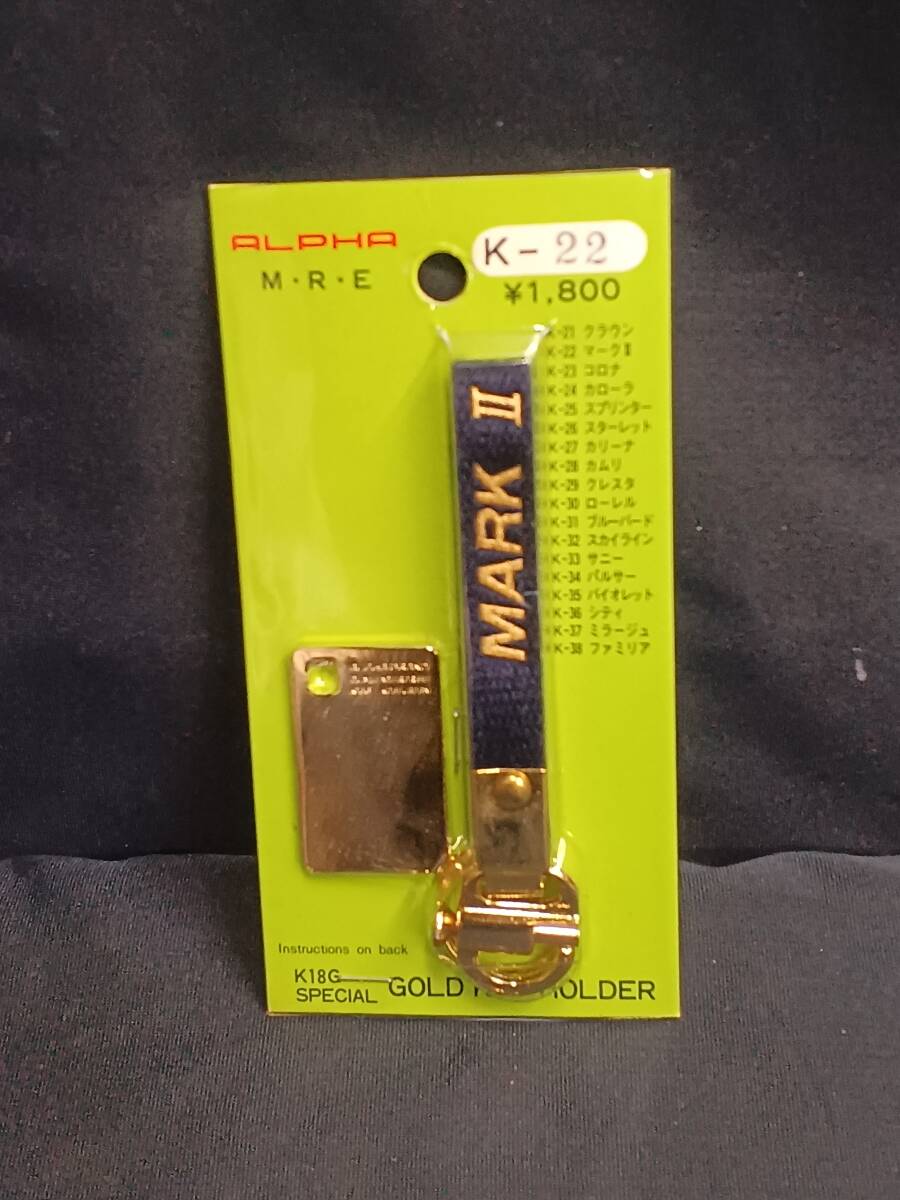 ALPHA
M・R・E
K-22
¥1,800
K-21 クラウン
K-22 マークⅡ
K-23 コロナ
K-24 カローラ
K-25 スプリンター
K-26 スターレット
K-27 カリーナ
K-28 カムリ
K-29 クレスタ
K-30 ローレル
K-31 ブルーバード
K-32 スカイライン
K-33 サニー
K-34 パルサー
K-35 バイオレット
K-36 シティ
K-37 ミラージュ
K-38 ファミリア
MARK Ⅱ
Instructions on back
K18G
SPECIAL
GOLD HOLDER